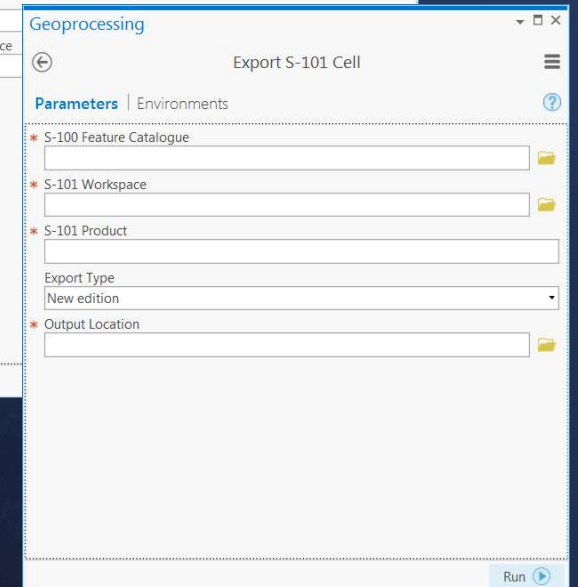 ce
Geoprocessing
Export S-101 Cell
Parameters | Environments
* S-100 Feature Catalogue
* S-101 Workspace
* S-101 Product
Export Type
New edition
* Output Location
Run